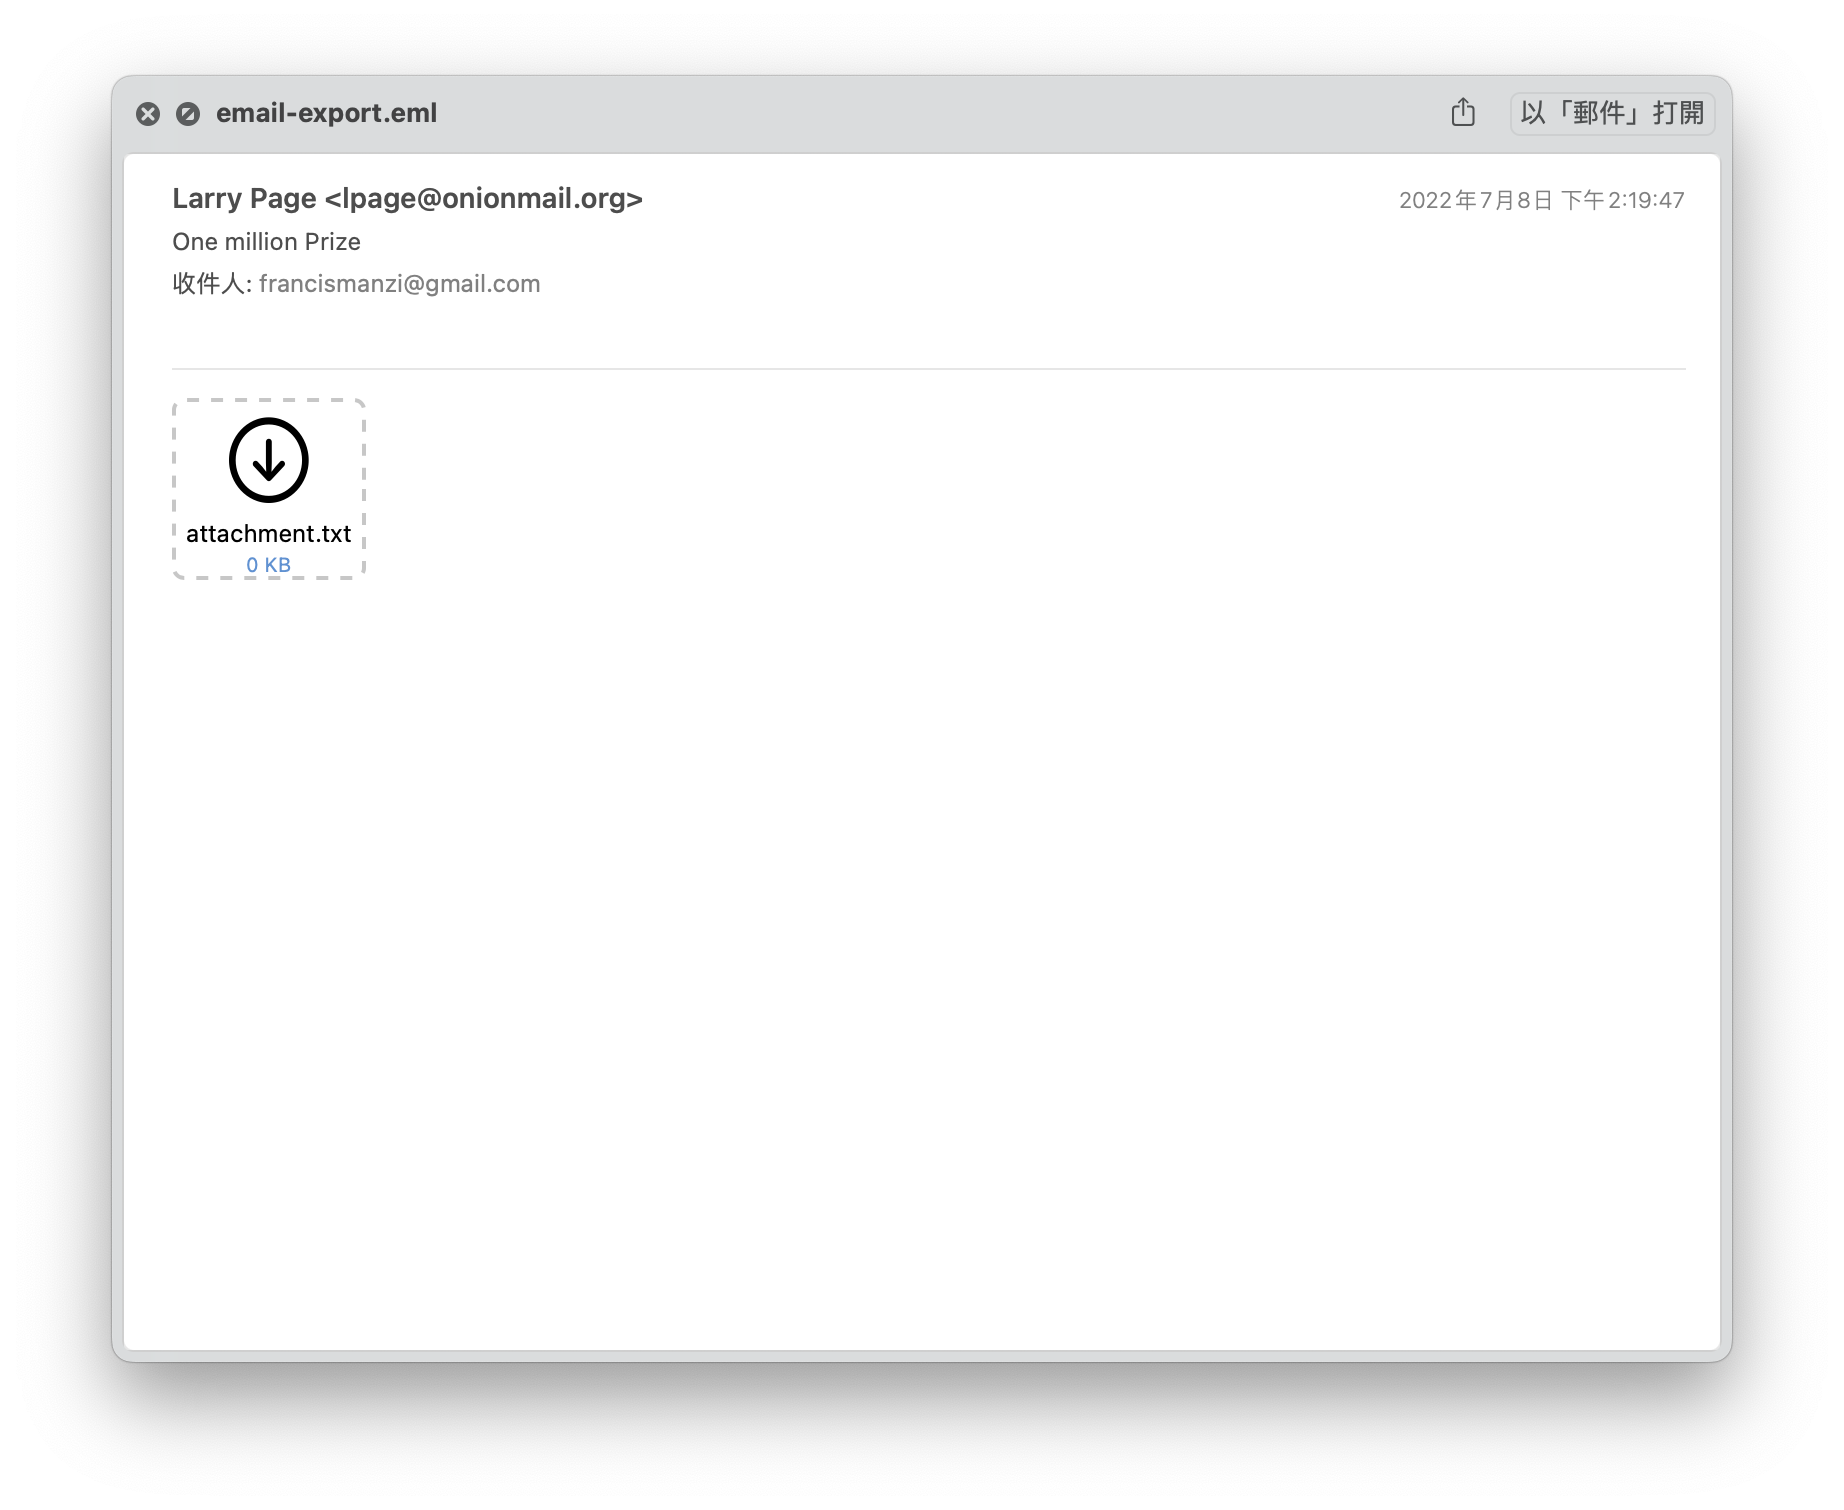 email-export.eml
以「郵件」打開
Larry Page <lpage@onionmail.org>
2022年7月8日 下午2:19:47
One million Prize
收件人: francismanzi@gmail.com
attachment.txt
0 KB